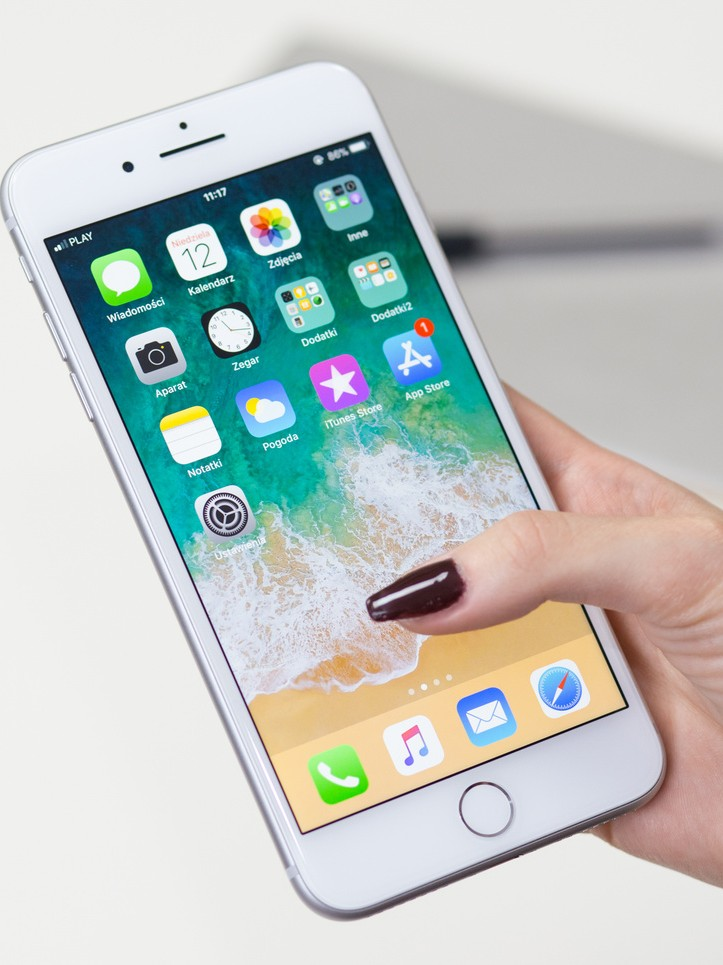 PLAY 11:17 86%
Wiadomości
Niedziela
12
Kalendarz
Zdjęcia
Inne
Aparat
Zegar
Dodatki
Dodatki2
Notatki
Pogoda
iTunes Store
1
App Store
Ustawienia